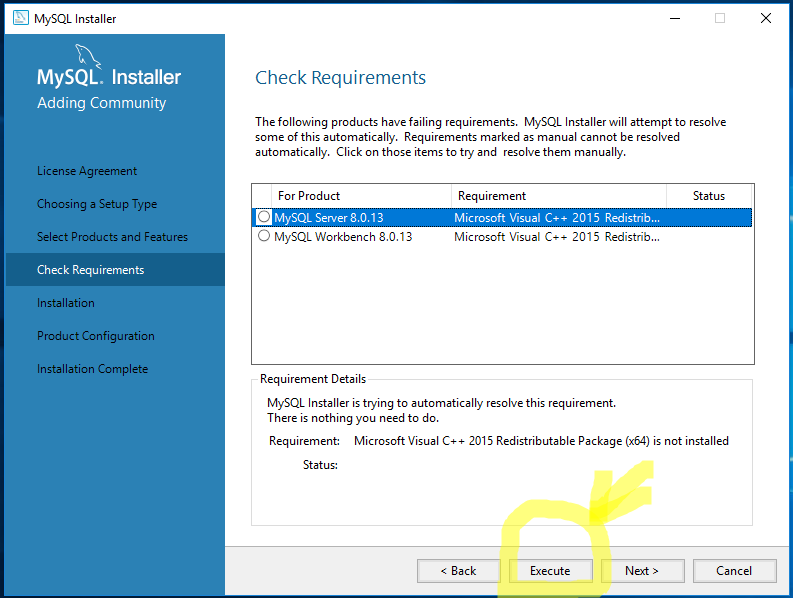 MySQL Installer
MySQL. Installer
Adding Community
License Agreement
Choosing a Setup Type
Select Products and Features
Check Requirements
Installation
Product Configuration
Installation Complete
Check Requirements
The following products have failing requirements. MySQL Installer will attempt to resolve
some of this automatically. Requirements marked as manual cannot be resolved
automatically. Click on those items to try and resolve them manually.
For Product Requirement Status
MySQL Server 8.0.13 Microsoft Visual C++ 2015 Redistrib...
MySQL Workbench 8.0.13 Microsoft Visual C++ 2015 Redistrib...
Requirement Details
MySQL Installer is trying to automatically resolve this requirement.
There is nothing you need to do.
Requirement: Microsoft Visual C++ 2015 Redistributable Package (x64) is not installed
Status:
< Back Execute Next > Cancel